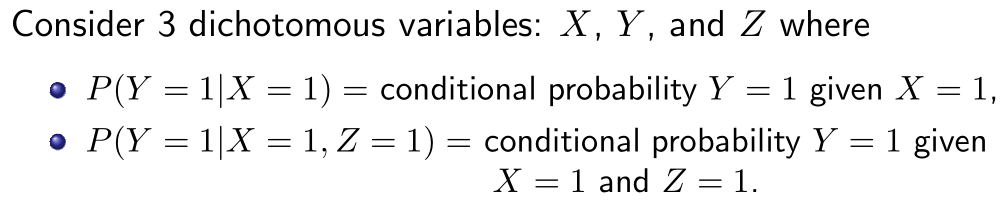 Consider 3 dichotomous variables: X, Y, and Z where
P(Y = 1|X = 1) = conditional probability Y = 1 given X = 1,
P(Y = 1|X = 1, Z = 1) = conditional probability Y = 1 given
X = 1 and Z = 1.